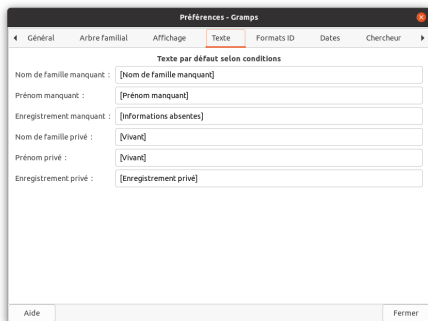 Préférences - Gramps
Général Arbre familial Affichage Texte Formats ID Dates Chercheur
Texte par défaut selon conditions
Nom de famille manquant : [Nom de famille manquant]
Prénom manquant : [Prénom manquant]
Enregistrement manquant : [Informations absentes]
Nom de famille privé : [Vivant]
Prénom privé : [Vivant]
Enregistrement privé : [Enregistrement privé]
Aide Fermer